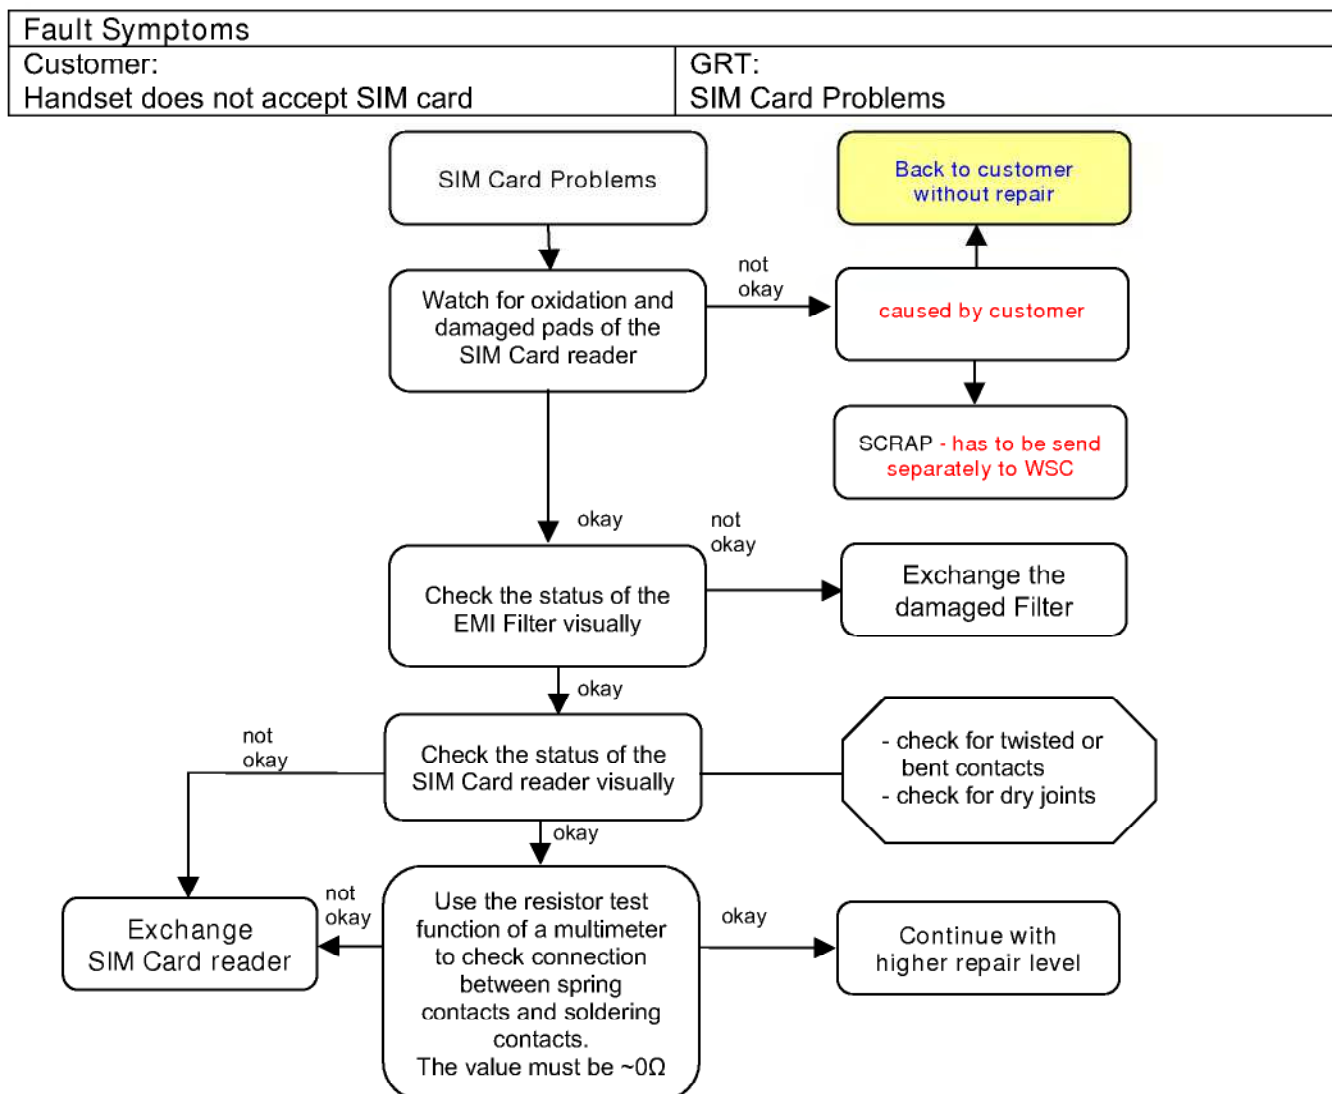 Fault Symptoms
Customer:
Handset does not accept SIM card
GRT:
SIM Card Problems
SIM Card Problems
Back to customer
without repair
not
okay
Watch for oxidation and
damaged pads of the
SIM Card reader
caused by customer
SCRAP - has to be send
separately to WSC
okay
not
okay
Check the status of the
EMI Filter visually
Exchange the
damaged Filter
okay
not
okay
Check the status of the
SIM Card reader visually
- check for twisted or
bent contacts
- check for dry joints
okay
not
okay
Exchange
SIM Card reader
Use the resistor test
function of a multimeter
to check connection
between spring
contacts and soldering
contacts.
The value must be ~0Ω
okay
Continue with
higher repair level